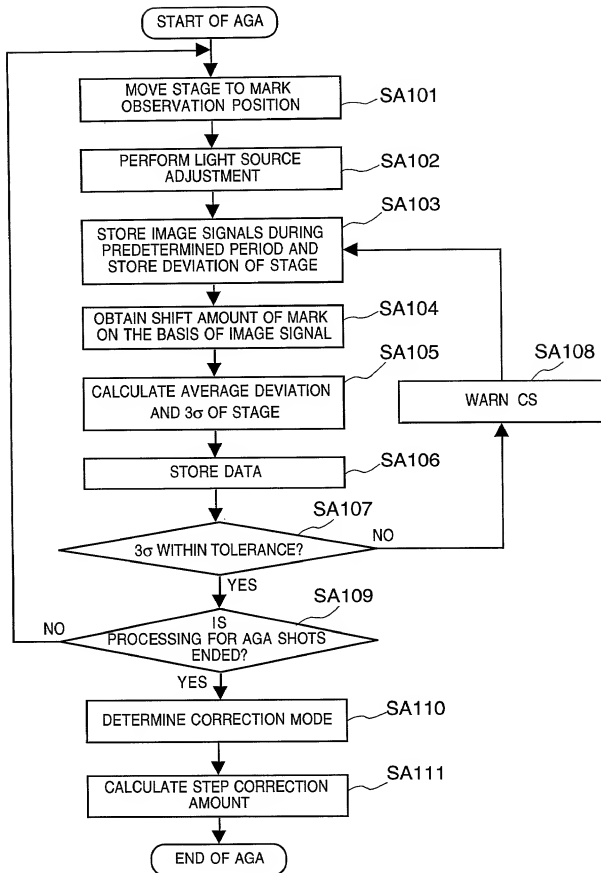 START OF AGA
MOVE STAGE TO MARK
OBSERVATION POSITION
SA101
PERFORM LIGHT SOURCE
ADJUSTMENT
SA102
SA103
STORE IMAGE SIGNALS DURING
PREDETERMINED PERIOD AND
STORE DEVIATION OF STAGE
OBTAIN SHIFT AMOUNT OF MARK
ON THE BASIS OF IMAGE SIGNAL
SA104
SA105
CALCULATE AVERAGE DEVIATION
AND 3σ OF STAGE
SA108
WARN CS
STORE DATA
SA106
SA107
3σ WITHIN TOLERANCE?
NO
YES
SA109
IS
PROCESSING FOR AGA SHOTS
ENDED?
NO
YES
DETERMINE CORRECTION MODE
SA110
CALCULATE STEP CORRECTION
AMOUNT
SA111
END OF AGA